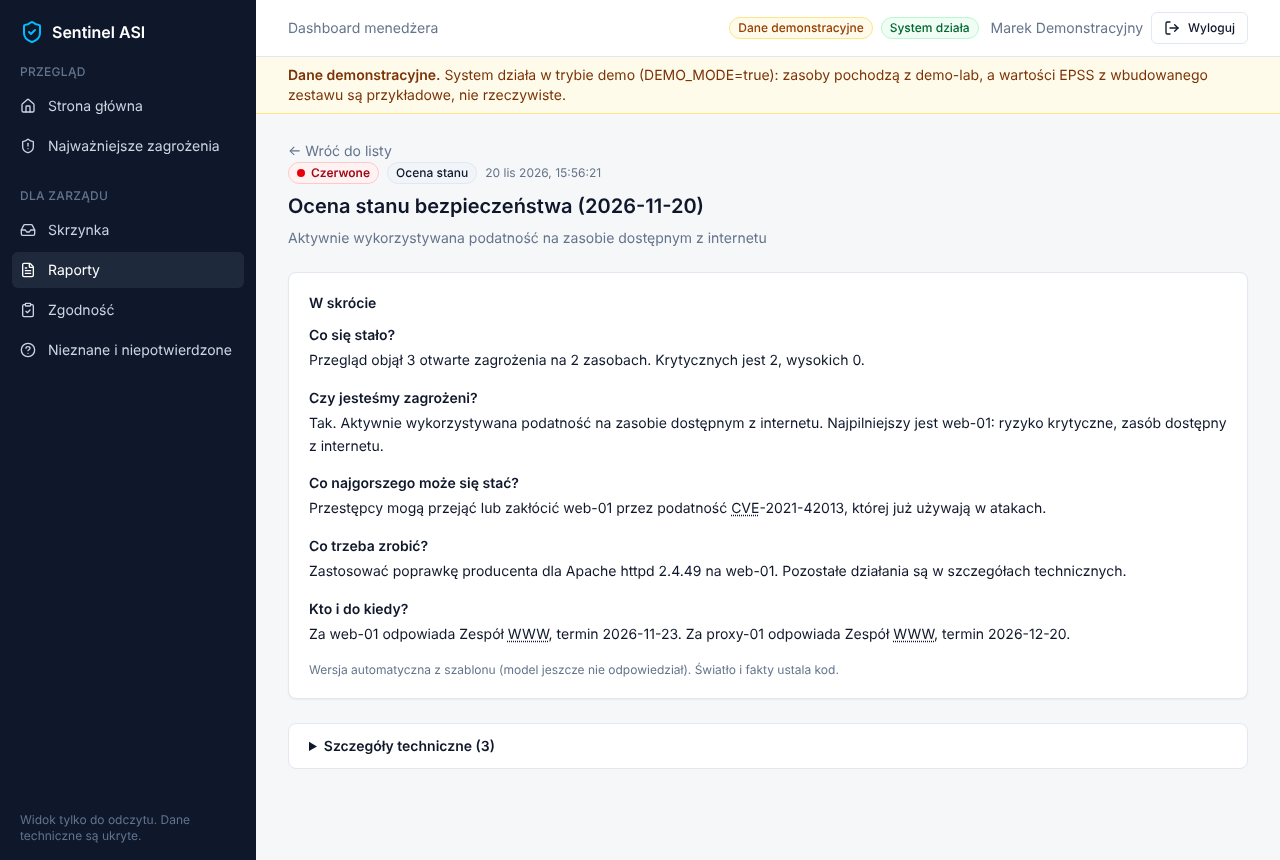 Sentinel ASI
PRZEGLĄD
Strona główna
Najważniejsze zagrożenia
DLA ZARZĄDU
Skrzynka
Raporty
Zgodność
Nieznane i niepotwierdzone
Widok tylko do odczytu. Dane
techniczne są ukryte.
Dashboard menedżera
Dane demonstracyjne
System działa
Marek Demonstracyjny
Wyloguj
Dane demonstracyjne. System działa w trybie demo (DEMO_MODE=true): zasoby pochodzą z demo-lab, a wartości EPSS z wbudowanego
zestawu są przykładowe, nie rzeczywiste.
← Wróć do listy
Czerwone
Ocena stanu
20 lis 2026, 15:56:21
Ocena stanu bezpieczeństwa (2026-11-20)
Aktywnie wykorzystywana podatność na zasobie dostępnym z internetu
W skrócie
Co się stało?
Przegląd objął 3 otwarte zagrożenia na 2 zasobach. Krytycznych jest 2, wysokich 0.
Czy jesteśmy zagrożeni?
Tak. Aktywnie wykorzystywana podatność na zasobie dostępnym z internetu. Najpilniejszy jest web-01: ryzyko krytyczne, zasób dostępny
z internetu.
Co najgorszego może się stać?
Przestępcy mogą przejąć lub zakłócić web-01 przez podatność CVE-2021-42013, której już używają w atakach.
Co trzeba zrobić?
Zastosować poprawkę producenta dla Apache httpd 2.4.49 na web-01. Pozostałe działania są w szczegółach technicznych.
Kto i do kiedy?
Za web-01 odpowiada Zespół WWW, termin 2026-11-23. Za proxy-01 odpowiada Zespół WWW, termin 2026-12-20.
Wersja automatyczna z szablonu (model jeszcze nie odpowiedział). Światło i fakty ustala kod.
▶ Szczegóły techniczne (3)